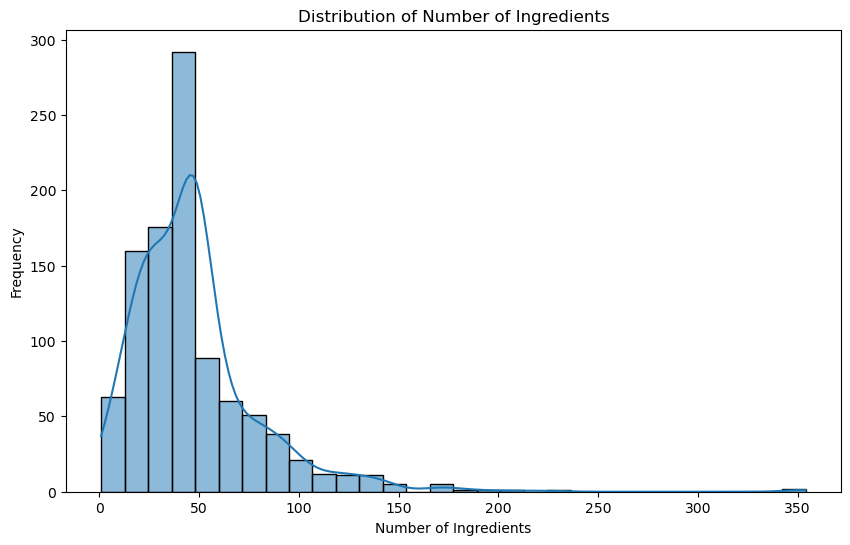 Distribution of Number of Ingredients
300
250
200
150
100
50
0
Frequency
0 50 100 150 200 250 300 350
Number of Ingredients